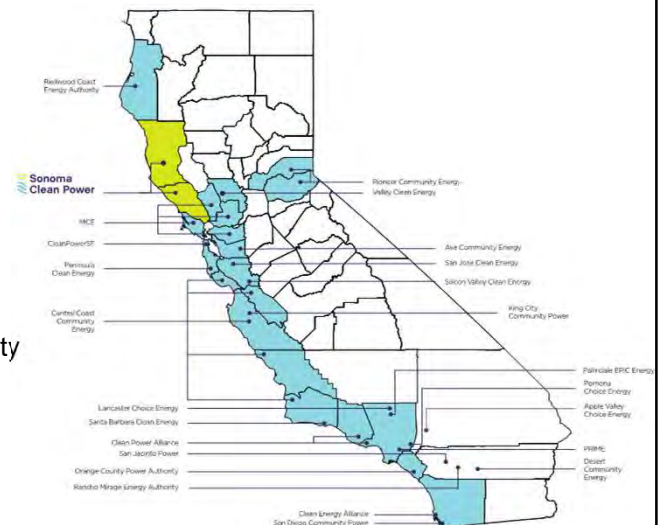 Redwood Coast
Energy Authority
Sonoma
Clean Power
MCE
CleanPowerSF
Peninsula
Clean Energy
Central Coast
Community
Energy
ty
Lancaster Choice Energy
Santa Barbara Clean Energy
Clean Power Alliance
San Jacinto Power
Orange County Power Authority
Rancho Mirage Energy Authority
Clean Energy Alliance
San Diego Community Power
Pioneer Community Energy
Valley Clean Energy
Ava Community Energy
San Jose Clean Energy
Silicon Valley Clean Energy
King City
Community Power
Palmdale EPIC Energy
Pomona
Choice Energy
Apple Valley
Choice Energy
PRIME
Desert
Community
Energy